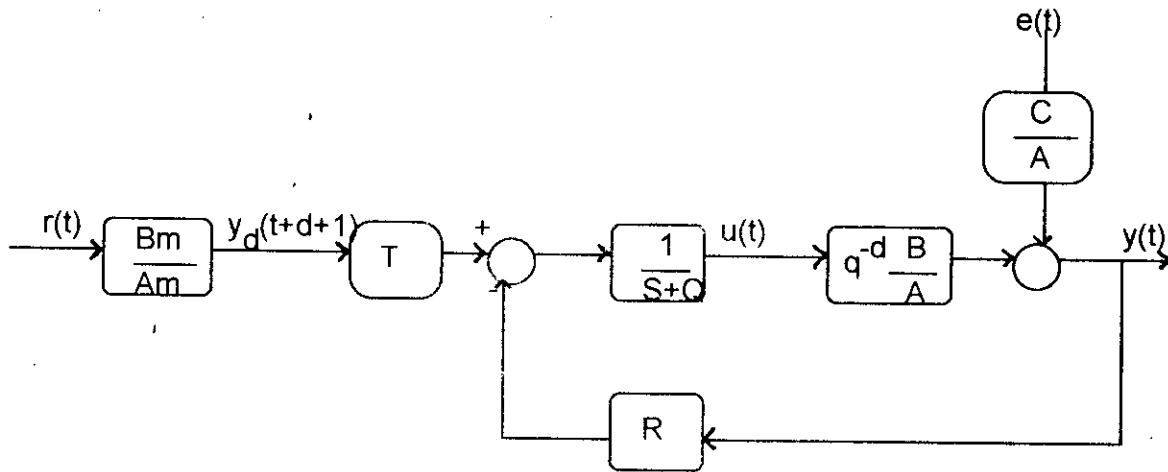 e(t)
C
A
r(t)
Bm
Am
y_d(t+d+1)
T
+
-
1
S+Q
u(t)
q^-d B
A
y(t)
R